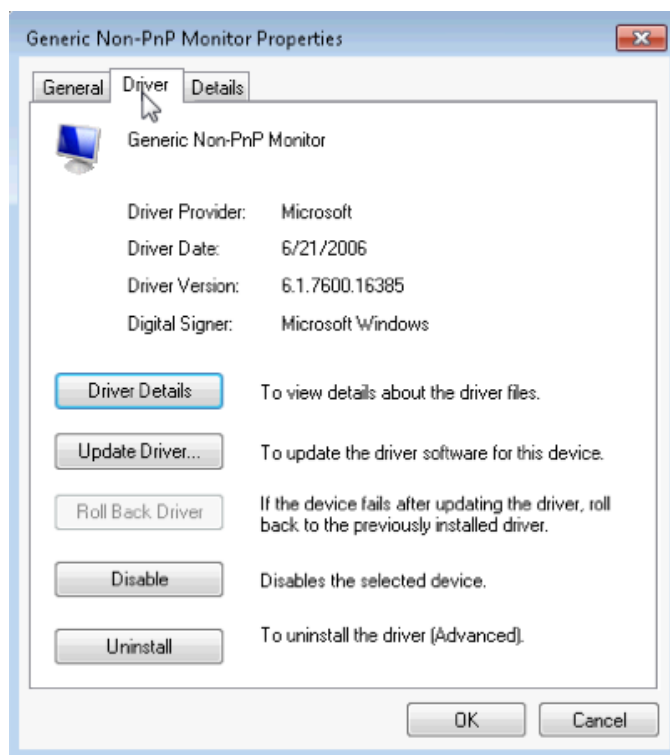 Generic Non-PnP Monitor Properties
General Driver Details
Generic Non-PnP Monitor
Driver Provider: Microsoft
Driver Date: 6/21/2006
Driver Version: 6.1.7600.16385
Digital Signer: Microsoft Windows
Driver Details To view details about the driver files.
Update Driver... To update the driver software for this device.
Roll Back Driver If the device fails after updating the driver, roll
back to the previously installed driver.
Disable Disables the selected device.
Uninstall To uninstall the driver (Advanced).
OK Cancel